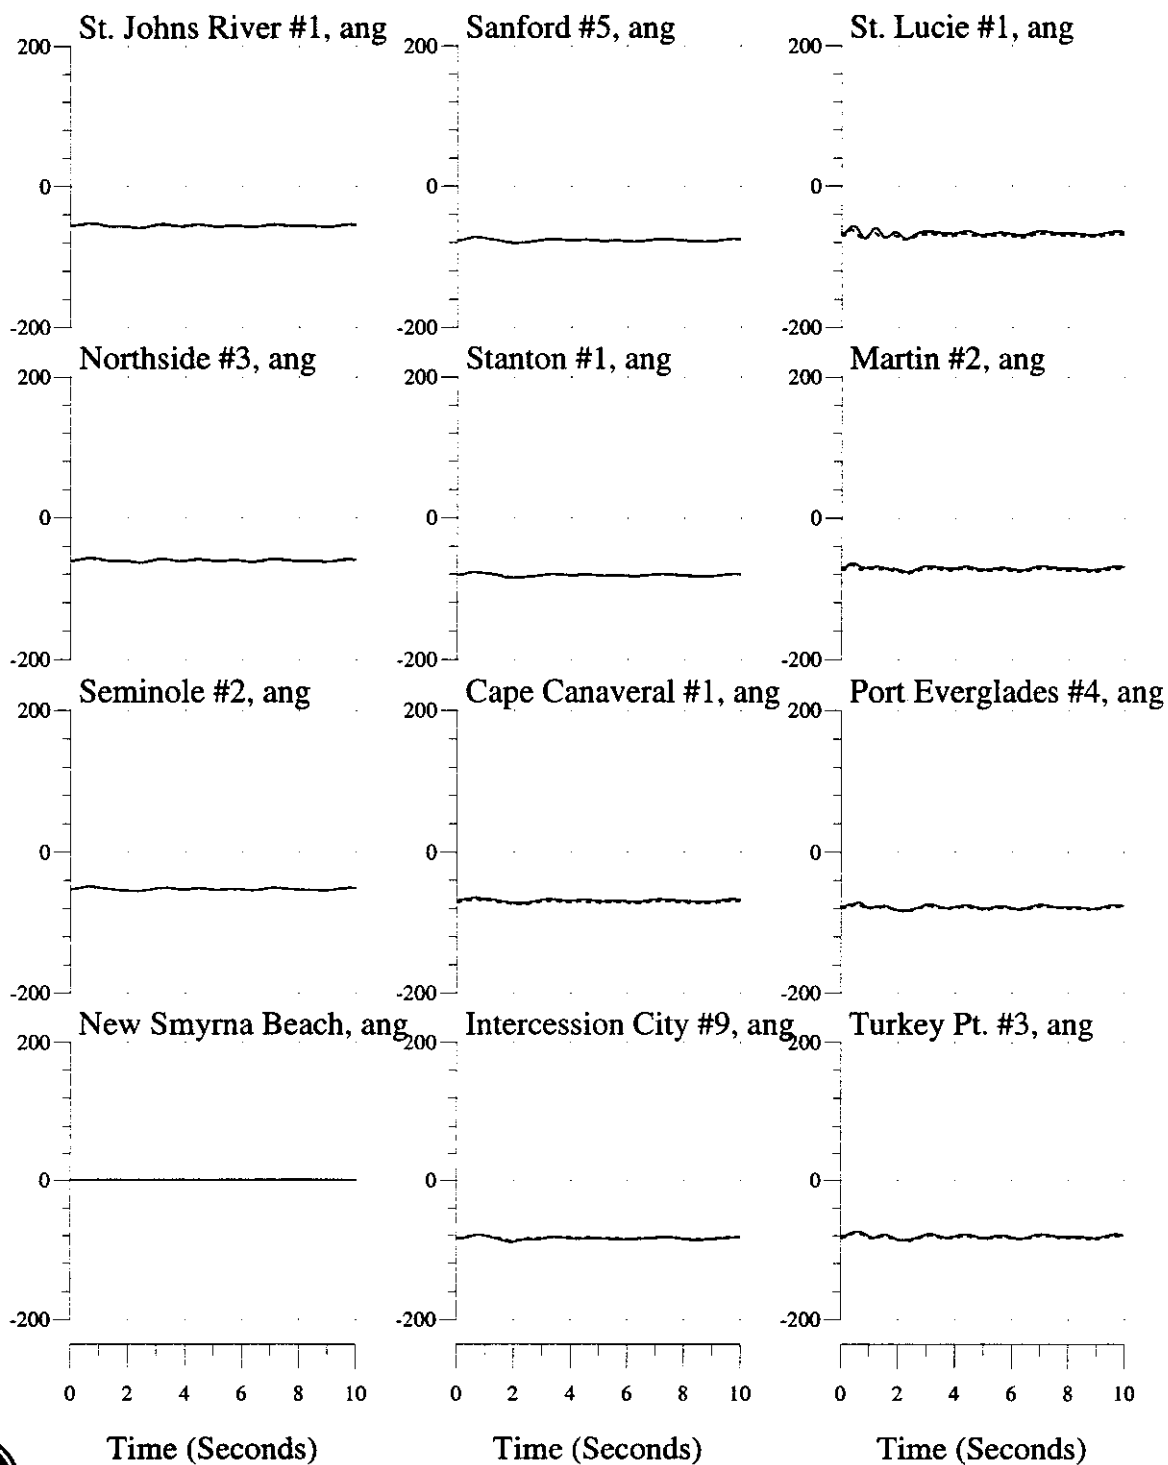 St. Johns River #1, ang
Sanford #5, ang
St. Lucie #1, ang
200
0
-200
200
0
-200
200
0
-200
Northside #3, ang
Stanton #1, ang
Martin #2, ang
200
0
-200
200
0
-200
200
0
-200
Seminole #2, ang
Cape Canaveral #1, ang
Port Everglades #4, ang
200
0
-200
200
0
-200
200
0
-200
New Smyrna Beach, ang
Intercession City #9, ang
Turkey Pt. #3, ang
200
0
-200
200
0
-200
200
0
-200
0 2 4 6 8 10
0 2 4 6 8 10
0 2 4 6 8 10
Time (Seconds)
Time (Seconds)
Time (Seconds)